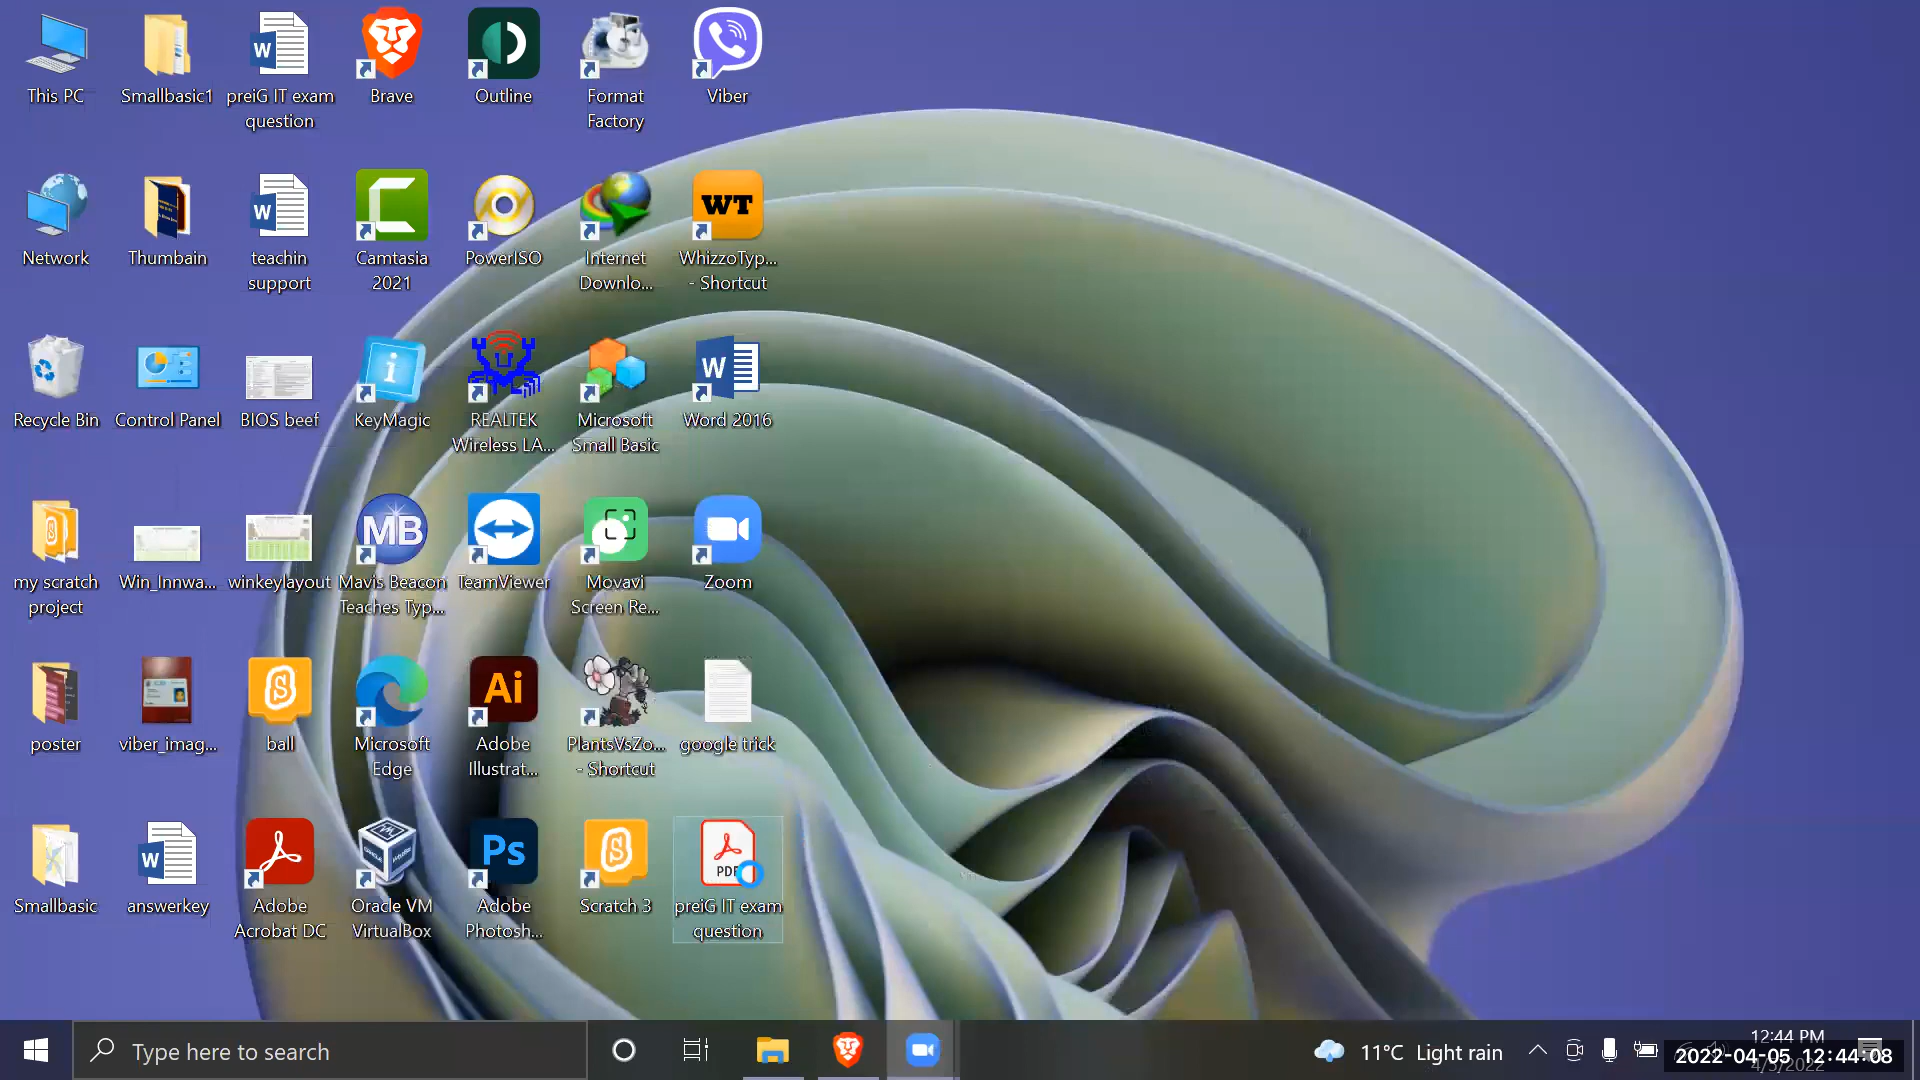 This PC
Smallbasic1
preiG IT exam
question
Brave
Outline
Format
Factory
Viber
Network
Thumbain
teachin
support
Camtasia
2021
PowerISO
Internet
Downlo...
WT
WhizzoTyp...
- Shortcut
Recycle Bin
Control Panel
BIOS beef
KeyMagic
REALTEK
Wireless LA...
Microsoft
Small Basic
Word 2016
my scratch
project
Win_Innwa...
winkeylayout
MB
Mavis Beacon
Teaches Typ...
TeamViewer
Movavi
Screen Re...
Zoom
poster
viber_imag...
ball
Microsoft
Edge
Ai
Adobe
Illustrat...
PlantsVsZo...
- Shortcut
google trick
Smallbasic
answerkey
Adobe
Acrobat DC
Oracle VM
VirtualBox
Ps
Adobe
Photosh...
Scratch 3
PDF
preiG IT exam
question
Type here to search
11°C Light rain
12:44 PM
2022-04-05 12:44:08